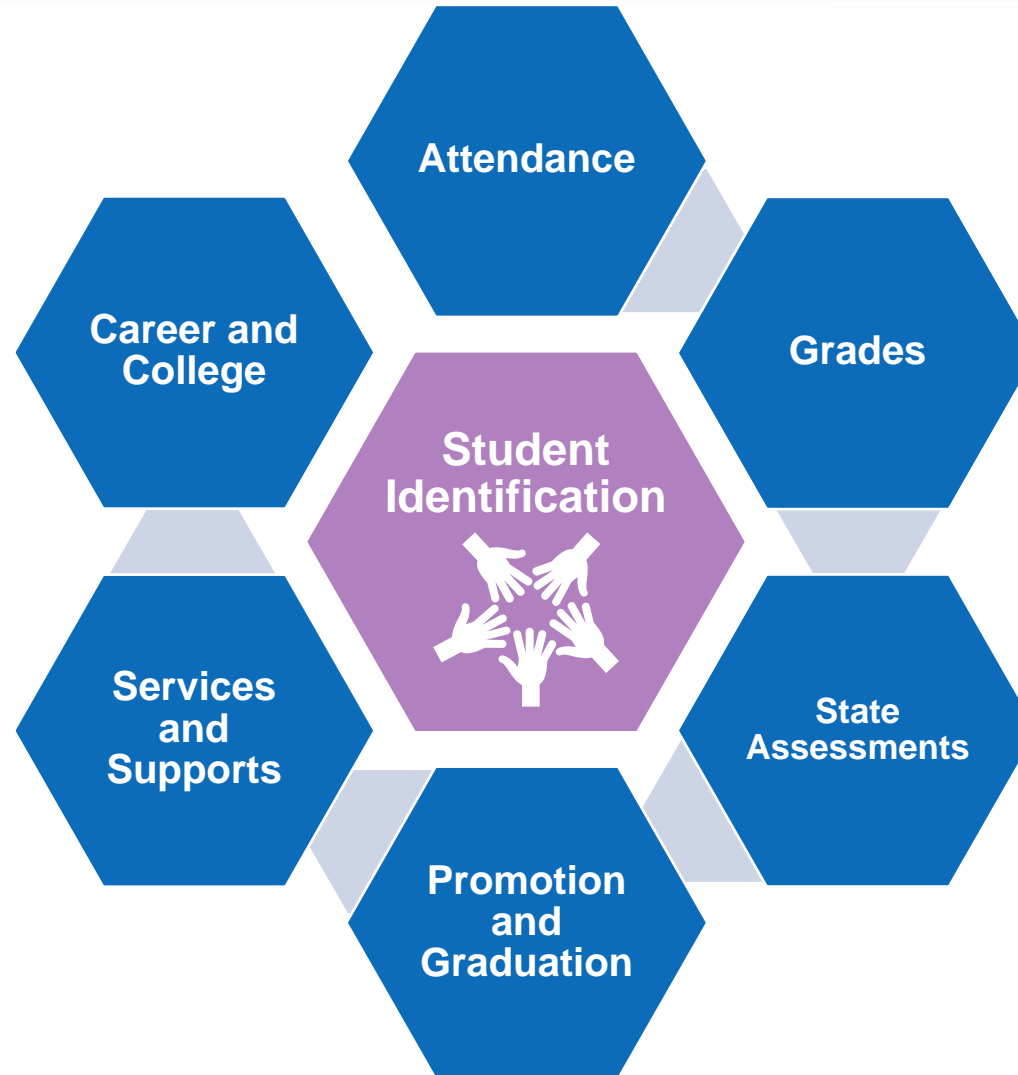 Attendance
Grades
State
Assessments
Promotion
and
Graduation
Services
and
Supports
Career and
College
Student
Identification